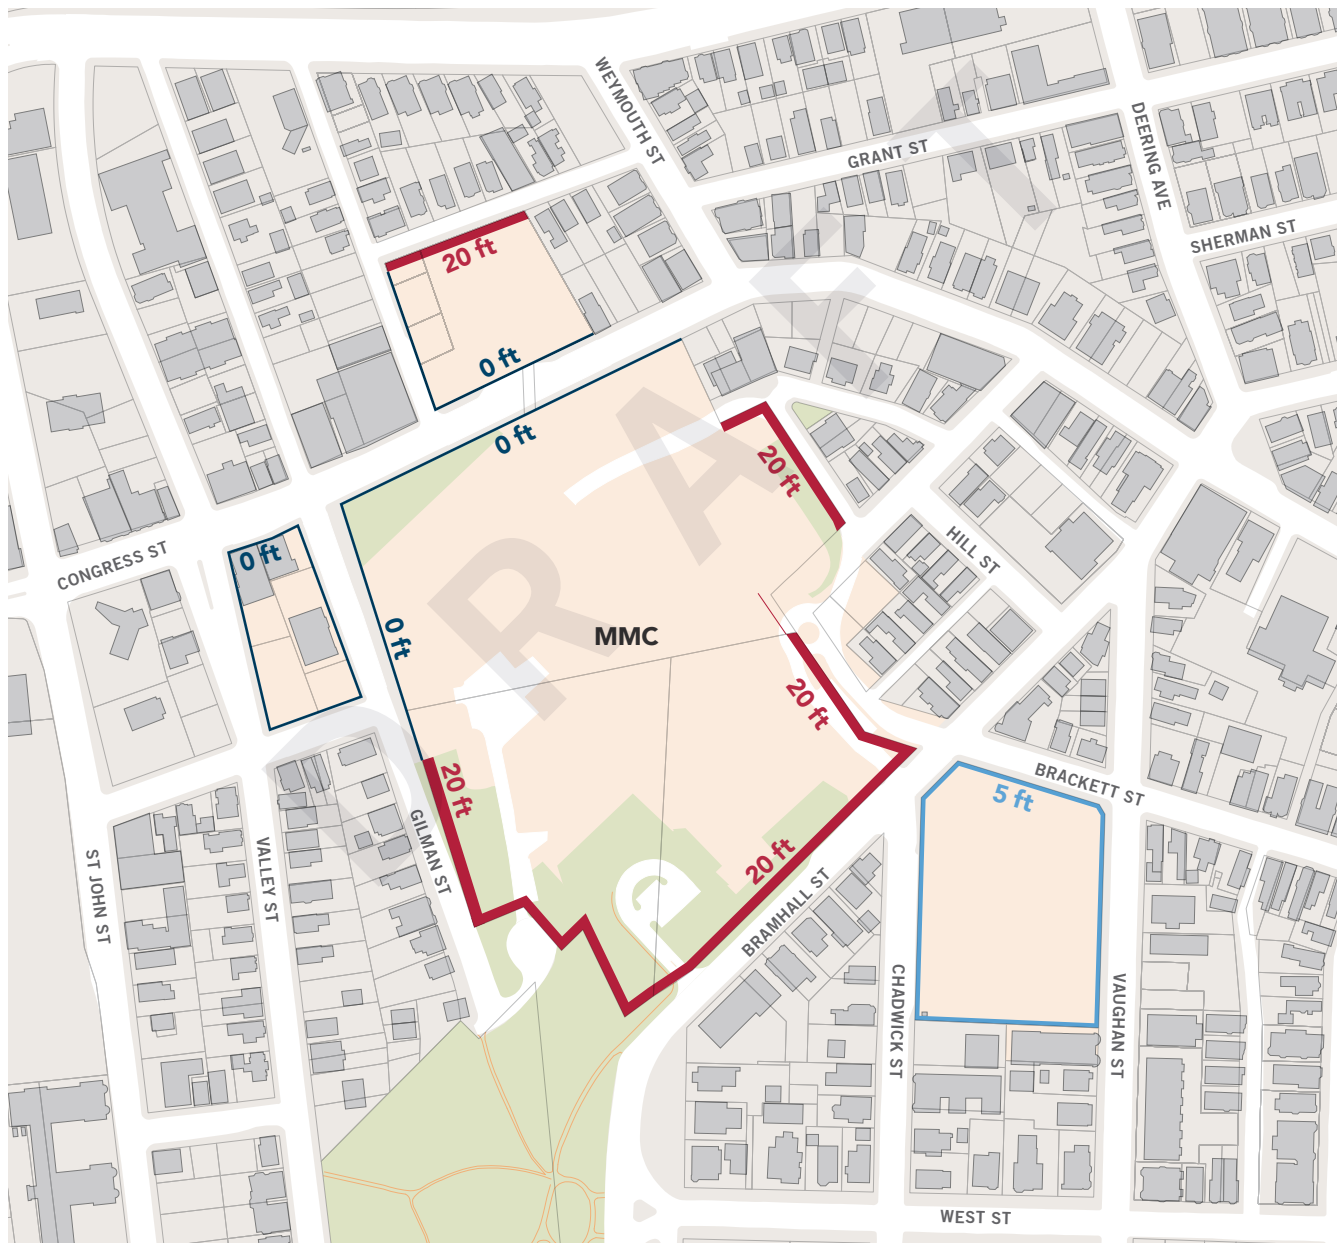 WEYMOUTH ST
DEERING AVE
GRANT ST
SHERMAN ST
20 ft
0 ft
0 ft
20 ft
CONGRESS ST
0 ft
HILL ST
0 ft
MMC
20 ft
20 ft
BRACKETT ST
5 ft
GILMAN ST
VALLEY ST
ST JOHN ST
20 ft
BRAMHALL ST
CHADWICK ST
VAUGHAN ST
WEST ST
DRAFT